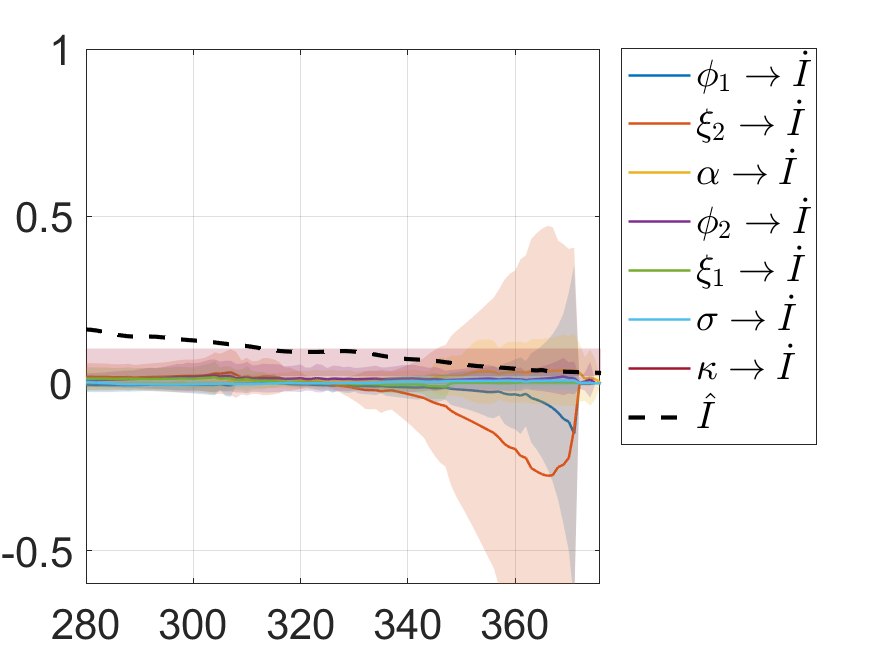 1
0.5
0
-0.5
280 300 320 340 360
ϕ₁ → İ
ξ₂ → İ
α → İ
ϕ₂ → İ
ξ₁ → İ
σ → İ
κ → İ
Î